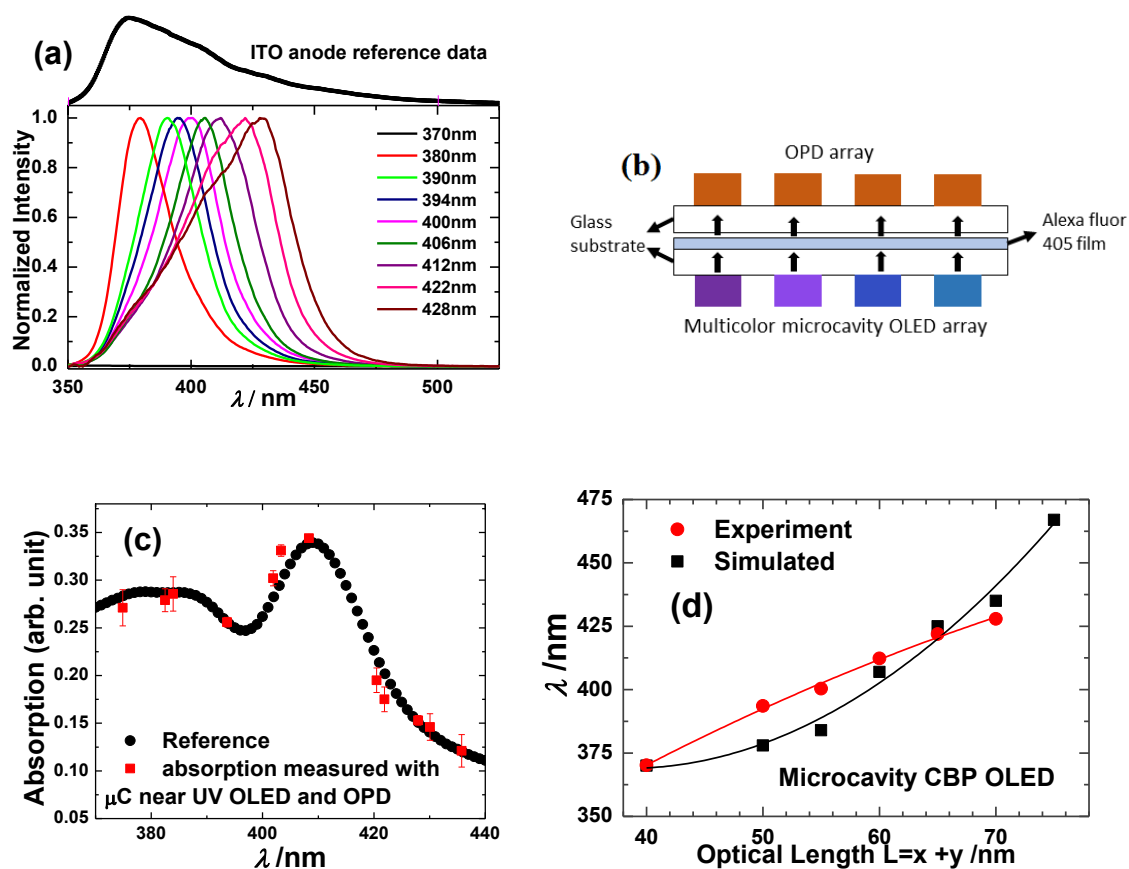 (a)
ITO anode reference data
Normalized Intensity
1.0
0.8
0.6
0.4
0.2
0.0
350
400
450
500
λ / nm
370nm
380nm
390nm
394nm
400nm
406nm
412nm
422nm
428nm
(b)
OPD array
Glass
substrate
Alexa fluor
405 film
Multicolor microcavity OLED array
(c)
Absorption (arb. unit)
0.35
0.30
0.25
0.20
0.15
0.10
0.05
Reference
absorption measured with
μC near UV OLED and OPD
380
400
420
440
λ /nm
(d)
λ /nm
475
450
425
400
375
350
Experiment
Simulated
Microcavity CBP OLED
40
50
60
70
Optical Length L=x +y /nm